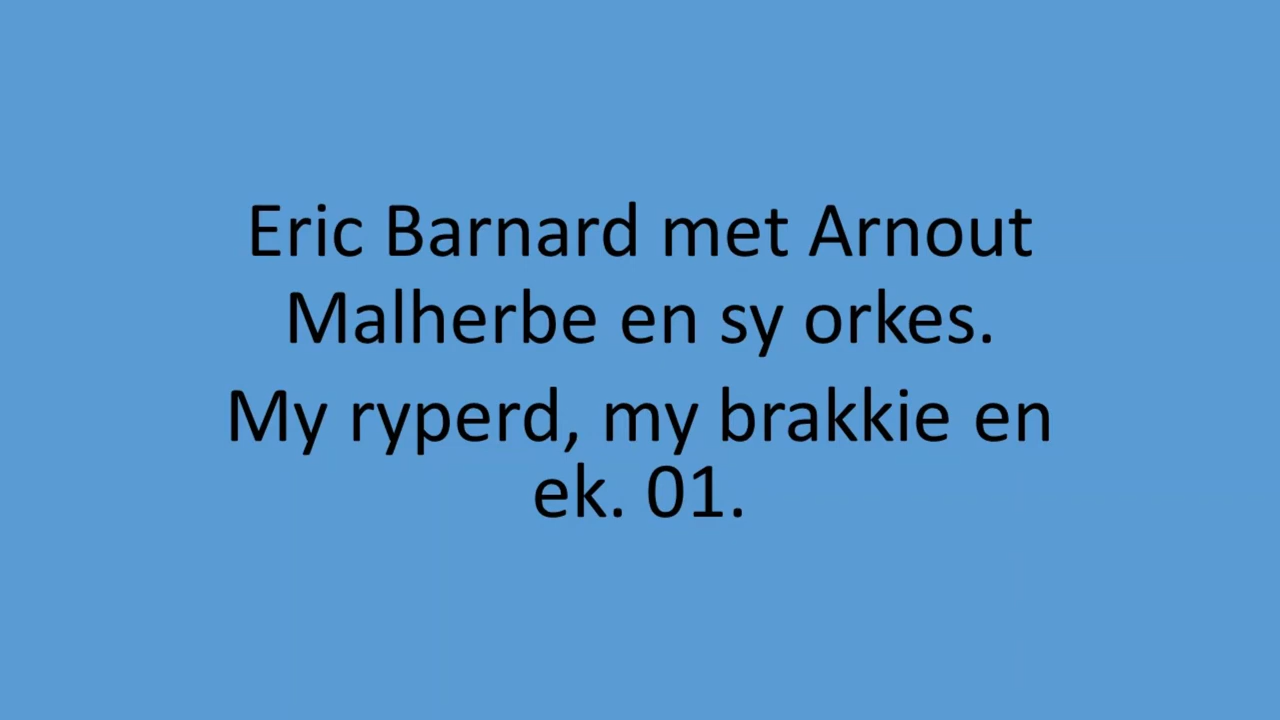 Eric Barnard met Arnout
Malherbe en sy orkes.
My ryperd, my brakkie en
ek. 01.